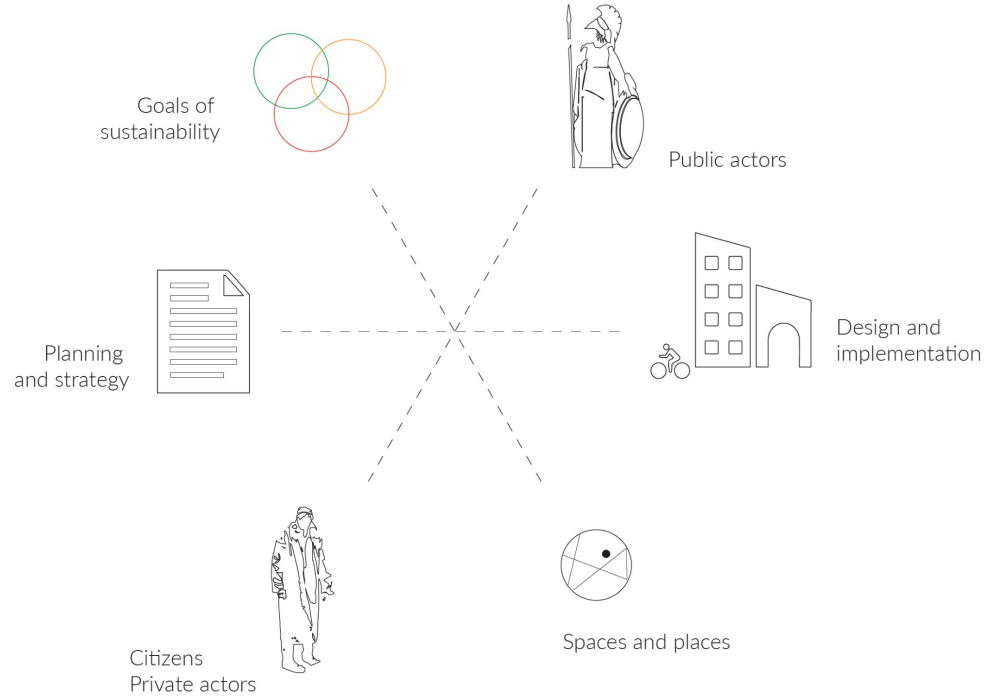 Goals of
sustainability
Public actors
Planning
and strategy
Design and
implementation
Citizens
Private actors
Spaces and places